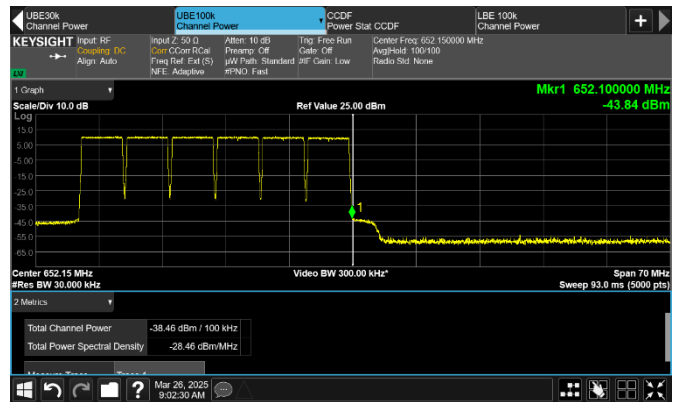 UBE30k
Channel Power
UBE100k
Channel Power
CCDF
Power Stat CCDF
LBE 100k
Channel Power
KEYSIGHT
Input: RF
Coupling: DC
Align: Auto
Input Z: 50 Ω
Corr CCorr RCal
Freq Ref: Ext (S)
NFE: Adaptive
Atten: 10 dB
Preamp: Off
µW Path: Standard
#PNO: Fast
Trig: Free Run
Gate: Off
#IF Gain: Low
Center Freq: 652.150000 MHz
Avg|Hold: 100/100
Radio Std: None
LXI
1 Graph
Mkr1 652.100000 MHz
-43.84 dBm
Scale/Div 10.0 dB
Ref Value 25.00 dBm
Log
15.0
5.00
-5.00
-15.0
-25.0
-35.0
-45.0
-55.0
-65.0
1
Center 652.15 MHz
Video BW 300.00 kHz*
Span 70 MHz
#Res BW 30.000 kHz
Sweep 93.0 ms (5000 pts)
2 Metrics
Total Channel Power -38.46 dBm / 100 kHz
Total Power Spectral Density -28.46 dBm/MHz
?
Mar 26, 2025
9:02:30 AM